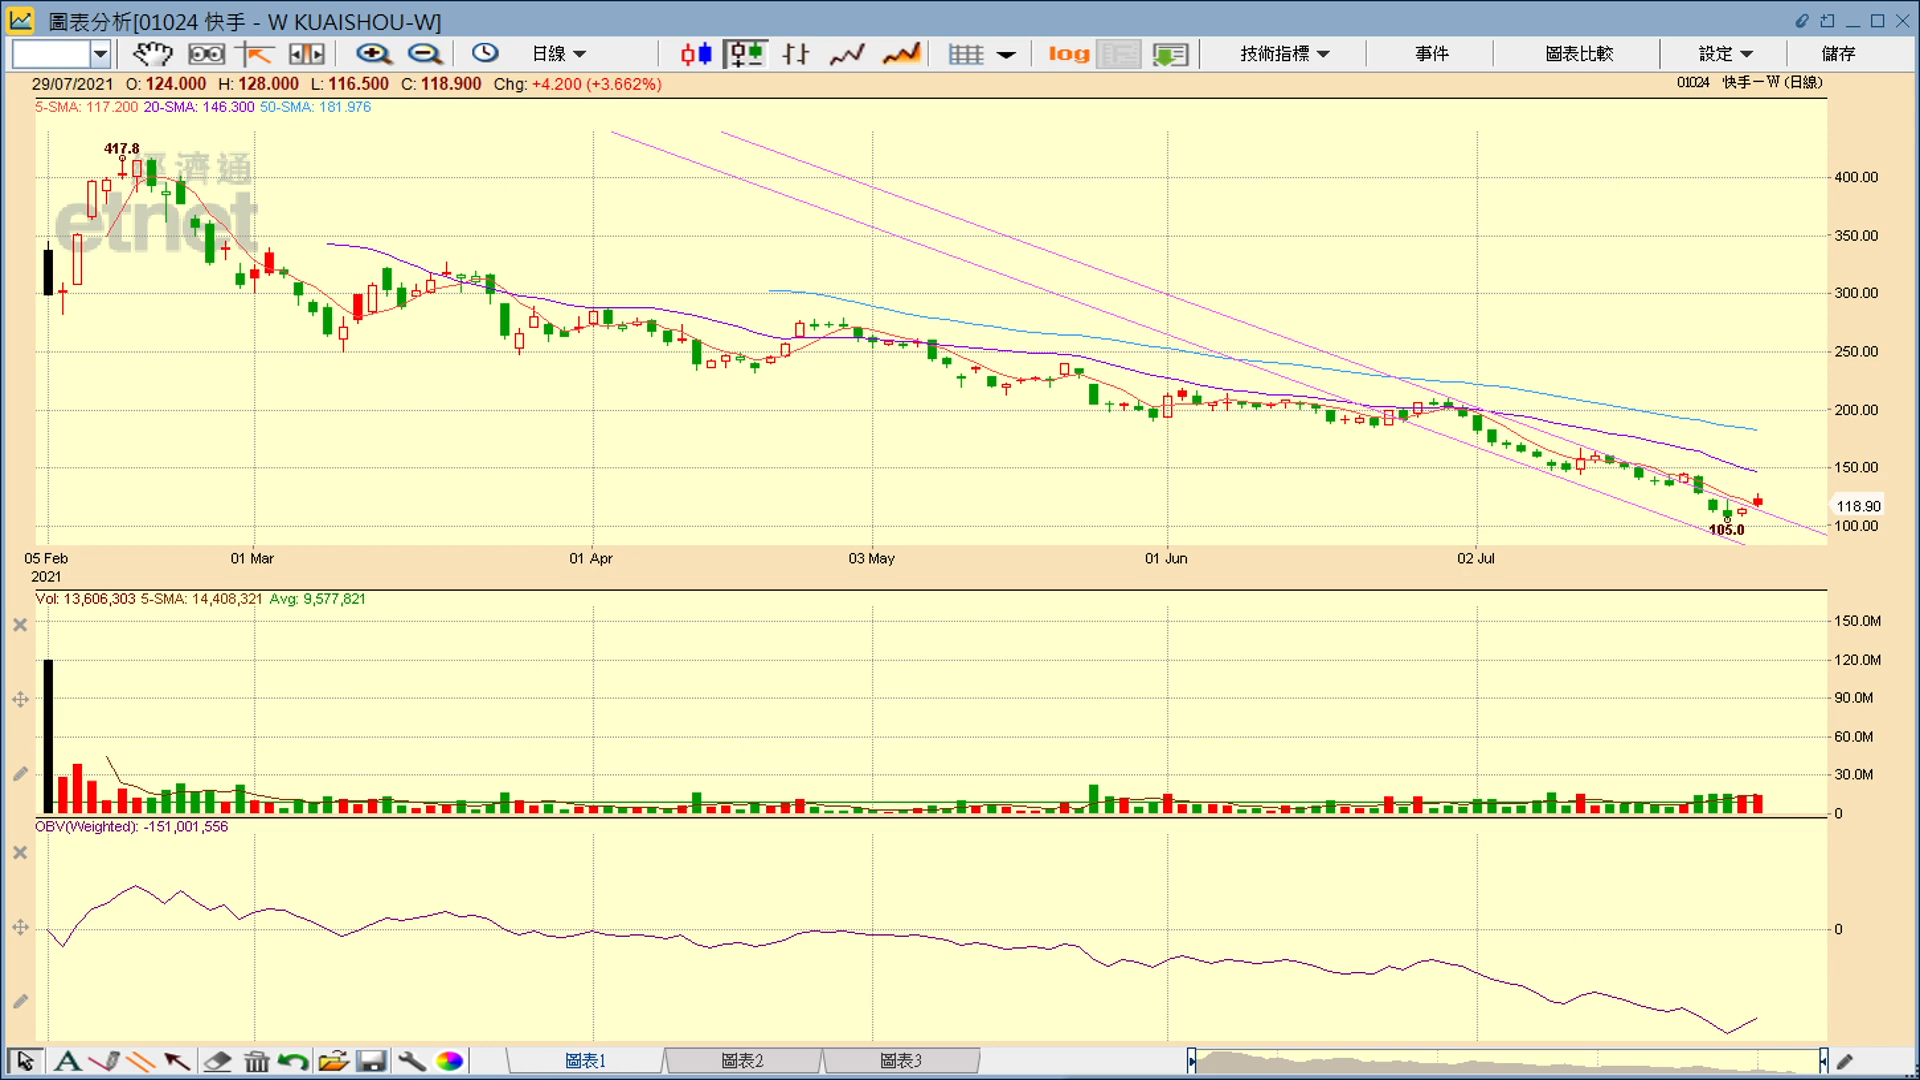 圖表分析[01024 快手 - W KUAISHOU-W]
日線
log
技術指標
事件
圖表比較
設定
儲存
29/07/2021 O: 124.000 H: 128.000 L: 116.500 C: 118.900 Chg: +4.200 (+3.662%)
01024 快手－W (日線)
5-SMA: 117.200 20-SMA: 146.300 50-SMA: 181.976
417.8
經濟通
etnet
400.00
350.00
300.00
250.00
200.00
150.00
118.90
100.00
105.0
05 Feb
01 Mar
01 Apr
03 May
01 Jun
02 Jul
2021
Vol: 13,606,303 5-SMA: 14,408,321 Avg: 9,577,821
150.0M
120.0M
90.0M
60.0M
30.0M
0
OBV(Weighted): -151,001,556
0
A
圖表1
圖表2
圖表3